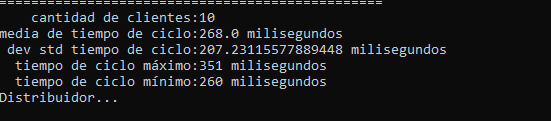 ================================================
cantidad de clientes:10
media de tiempo de ciclo:268.0 milisegundos
dev std tiempo de ciclo:207.23115577889448 milisegundos
tiempo de ciclo máximo:351 milisegundos
tiempo de ciclo mínimo:260 milisegundos
Distribuidor...